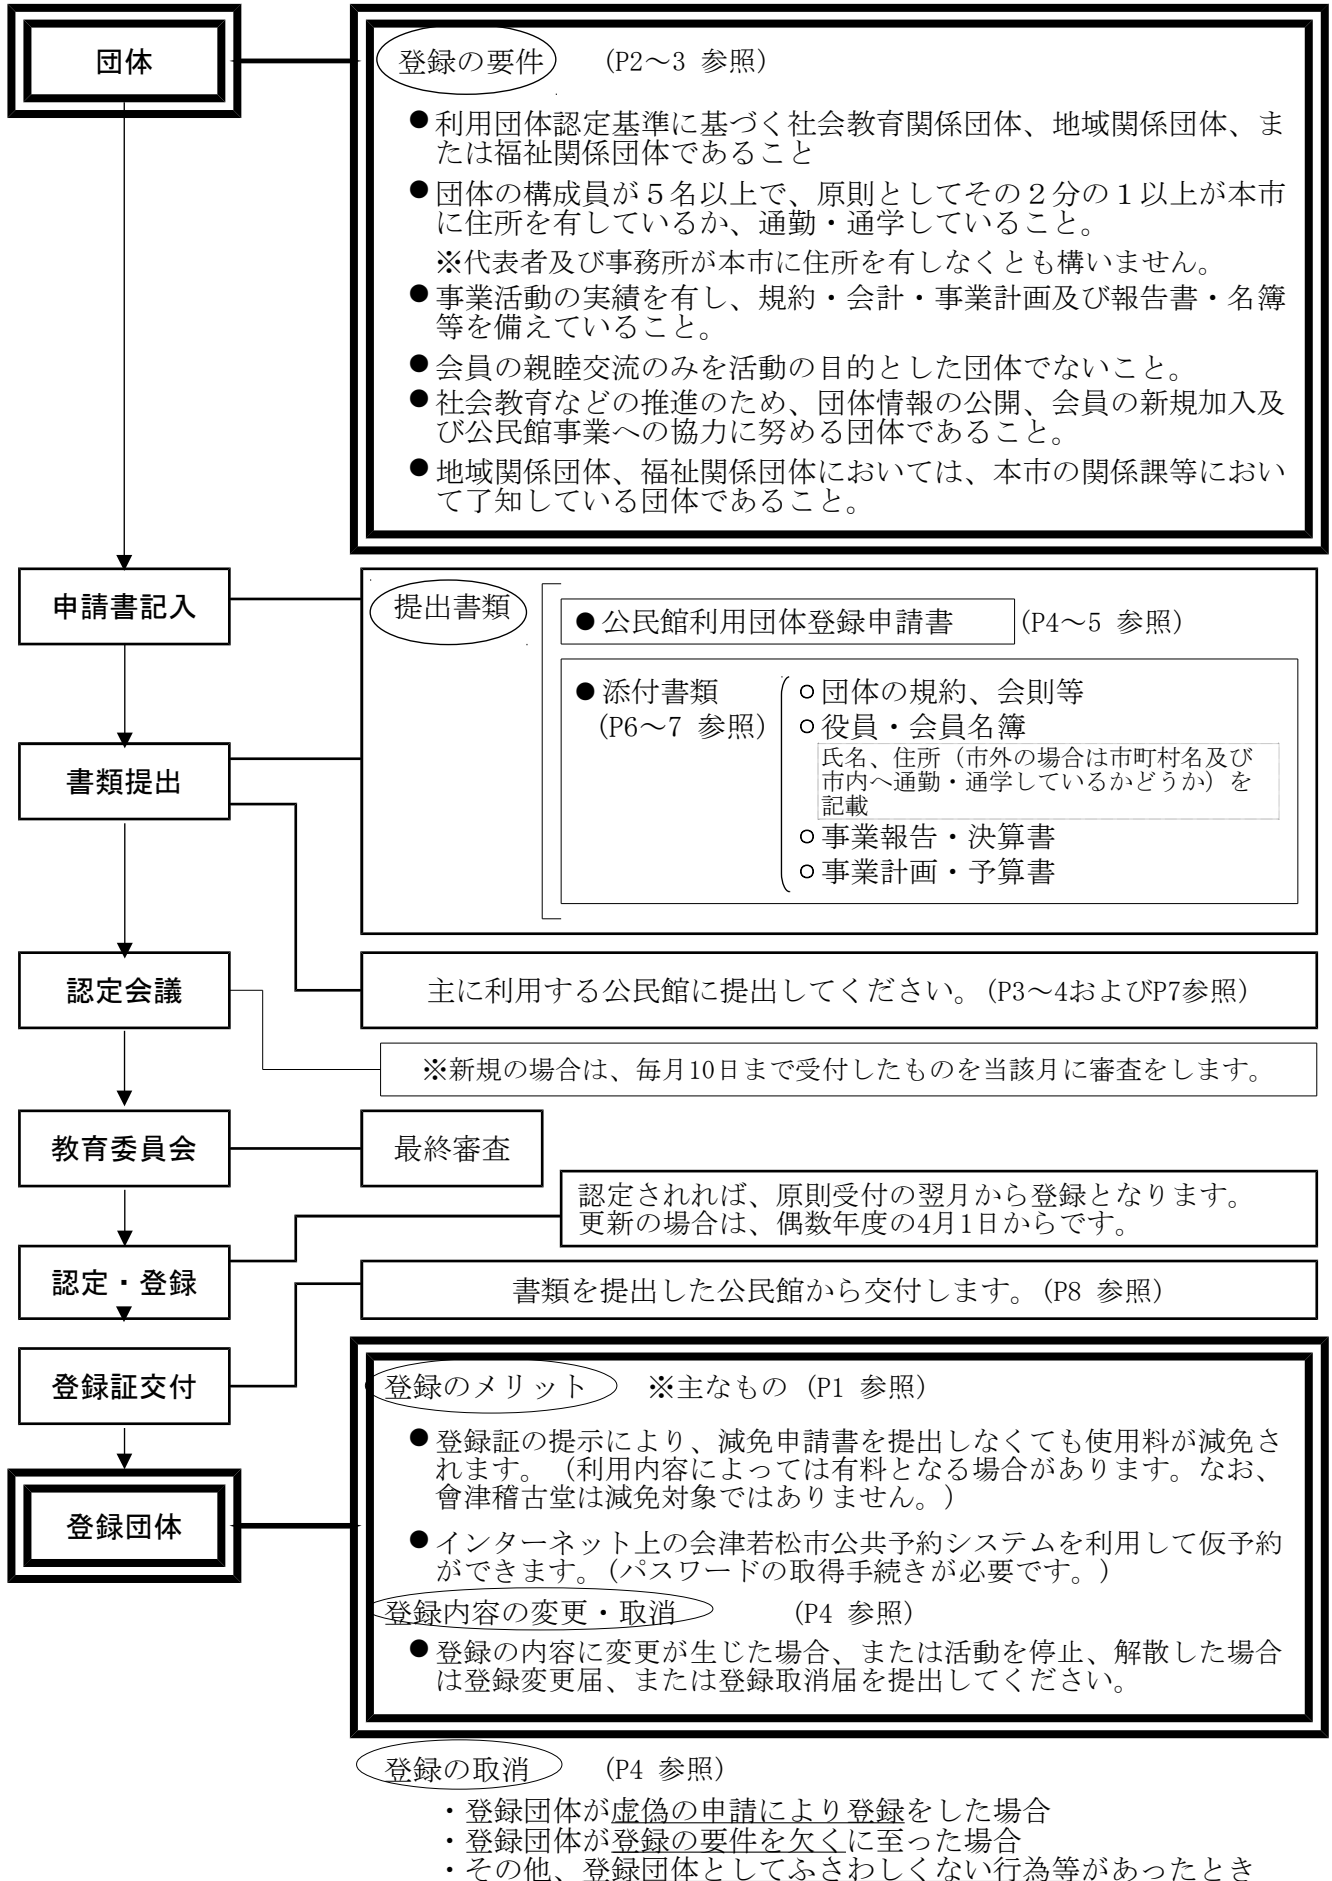 団体
登録の要件 (P2～3 参照)
●利用団体認定基準に基づく社会教育関係団体、地域関係団体、ま
たは福祉関係団体であること
●団体の構成員が５名以上で、原則としてその２分の１以上が本市
に住所を有しているか、通勤・通学していること。
※代表者及び事務所が本市に住所を有しなくとも構いません。
●事業活動の実績を有し、規約・会計・事業計画及び報告書・名簿
等を備えていること。
●会員の親睦交流のみを活動の目的とした団体でないこと。
●社会教育などの推進のため、団体情報の公開、会員の新規加入及
び公民館事業への協力に努める団体であること。
●地域関係団体、福祉関係団体においては、本市の関係課等におい
て了知している団体であること。
申請書記入
提出書類
●公民館利用団体登録申請書 (P4～5 参照)
●添付書類
(P6～7 参照)
○団体の規約、会則等
○役員・会員名簿
氏名、住所（市外の場合は市町村名及び
市内へ通勤・通学しているかどうか）を
記載
○事業報告・決算書
○事業計画・予算書
書類提出
認定会議
主に利用する公民館に提出してください。(P3～4およびP7参照)
※新規の場合は、毎月10日まで受付したものを当該月に審査をします。
教育委員会
最終審査
認定されれば、原則受付の翌月から登録となります。
更新の場合は、偶数年度の4月1日からです。
認定・登録
書類を提出した公民館から交付します。(P8 参照)
登録証交付
登録のメリット ※主なもの (P1 参照)
●登録証の提示により、減免申請書を提出しなくても使用料が減免さ
れます。（利用内容によっては有料となる場合があります。なお、
會津稽古堂は減免対象ではありません。）
登録団体
●インターネット上の会津若松市公共予約システムを利用して仮予約
ができます。(パスワードの取得手続きが必要です。)
登録内容の変更・取消 (P4 参照)
●登録の内容に変更が生じた場合、または活動を停止、解散した場合
は登録変更届、または登録取消届を提出してください。
登録の取消 (P4 参照)
・登録団体が虚偽の申請により登録をした場合
・登録団体が登録の要件を欠くに至った場合
・その他、登録団体としてふさわしくない行為等があったとき